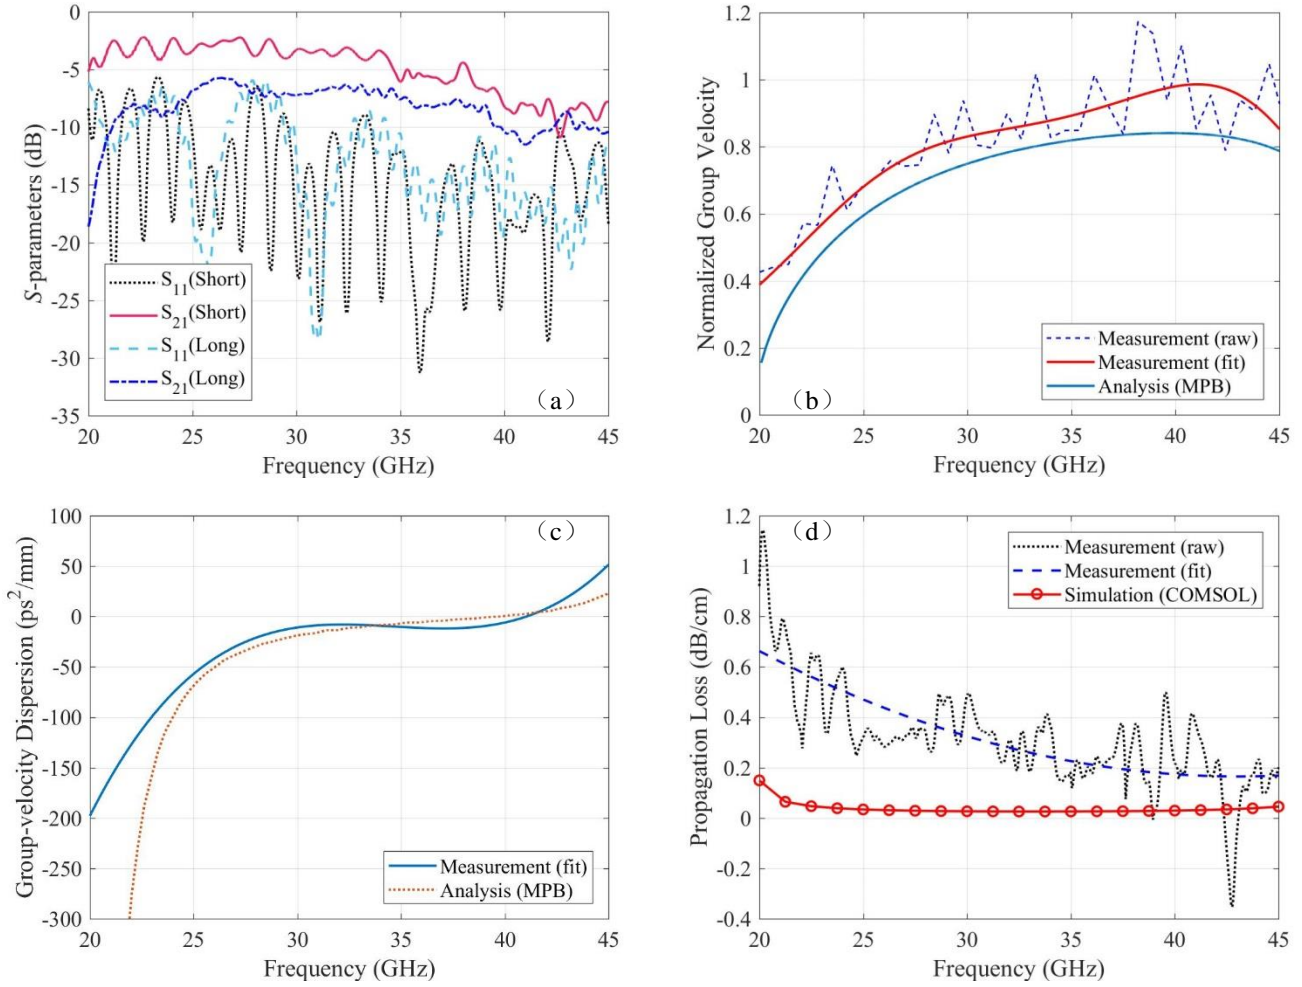 0
-5
-10
-15
-20
-25
-30
-35
S-parameters (dB)
S11(Short)
S21(Short)
S11(Long)
S21(Long)
（a）
20 25 30 35 40 45
Frequency (GHz)
1.2
1
0.8
0.6
0.4
0.2
0
Normalized Group Velocity
Measurement (raw)
Measurement (fit)
Analysis (MPB)
（b）
20 25 30 35 40 45
Frequency (GHz)
100
50
0
-50
-100
-150
-200
-250
-300
Group-velocity Dispersion (ps²/mm)
（c）
Measurement (fit)
Analysis (MPB)
20 25 30 35 40 45
Frequency (GHz)
1.2
1
0.8
0.6
0.4
0.2
0
-0.2
-0.4
Propagation Loss (dB/cm)
（d）
Measurement (raw)
Measurement (fit)
Simulation (COMSOL)
20 25 30 35 40 45
Frequency (GHz)